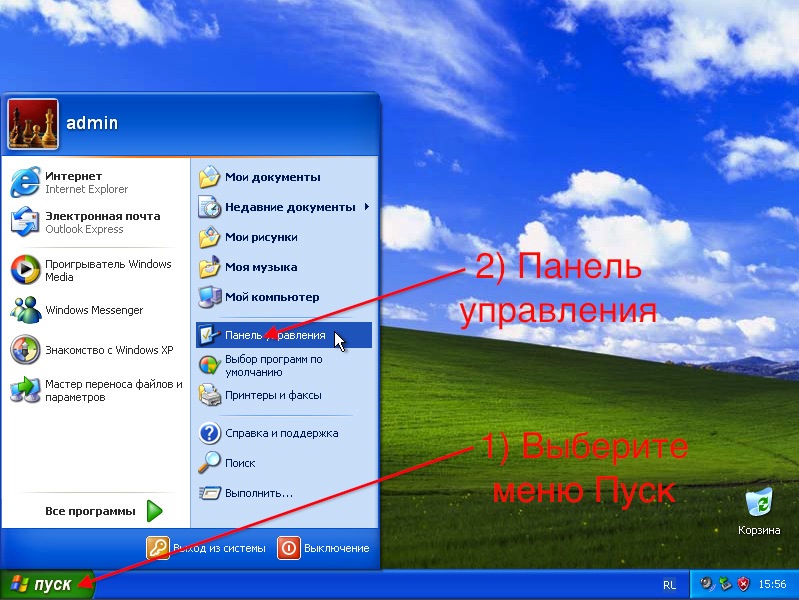 admin
Интернет
Internet Explorer
Электронная почта
Outlook Express
Проигрыватель Windows
Media
Windows Messenger
Знакомство с Windows XP
Мастер переноса файлов и
параметров
Все программы
Мои документы
Недавние документы
Мои рисунки
Моя музыка
Мой компьютер
Панель управления
Выбор программ по
умолчанию
Принтеры и факсы
Справка и поддержка
Поиск
Выполнить...
Выход из системы
Выключение
2) Панель
управления
1) Выберите
меню Пуск
Корзина
пуск
RL
15:56